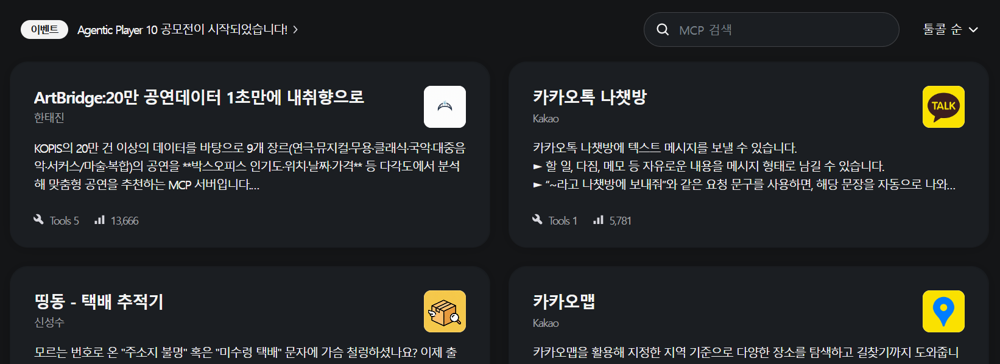 이벤트 Agentic Player 10 공모전이 시작되었습니다!
MCP 검색
툴콜 순
ArtBridge:20만 공연데이터 1초만에 내취향으로
한태진
KOPIS의 20만 건 이상의 데이터를 바탕으로 9개 장르(연극·뮤지컬·무용·클래식·국악·대중음
악·서커스/마술·복합)의 공연을 **박스오피스 인기도·위치·날짜·가격** 등 다각도에서 분석
해 맞춤형 공연을 추천하는 MCP 서버입니다....
Tools 5 13,666
카카오톡 나챗방
Kakao
TALK
카카오톡 나챗방에 텍스트 메시지를 보낼 수 있습니다.
► 할 일, 다짐, 메모 등 자유로운 내용을 메시지 형태로 남길 수 있습니다.
► “~라고 나챗방에 보내줘”와 같은 요청 문구를 사용하면, 해당 문장을 자동으로 나와...
Tools 1 5,781
띵동 - 택배 추적기
신성수
모르는 번호로 온 "주소지 불명" 혹은 "미수령 택배" 문자에 가슴 철렁하셨나요? 이제 출
카카오맵
Kakao
카카오맵을 활용해 지정한 지역 기준으로 다양한 장소를 탐색하고 길찾기까지 도와줍니